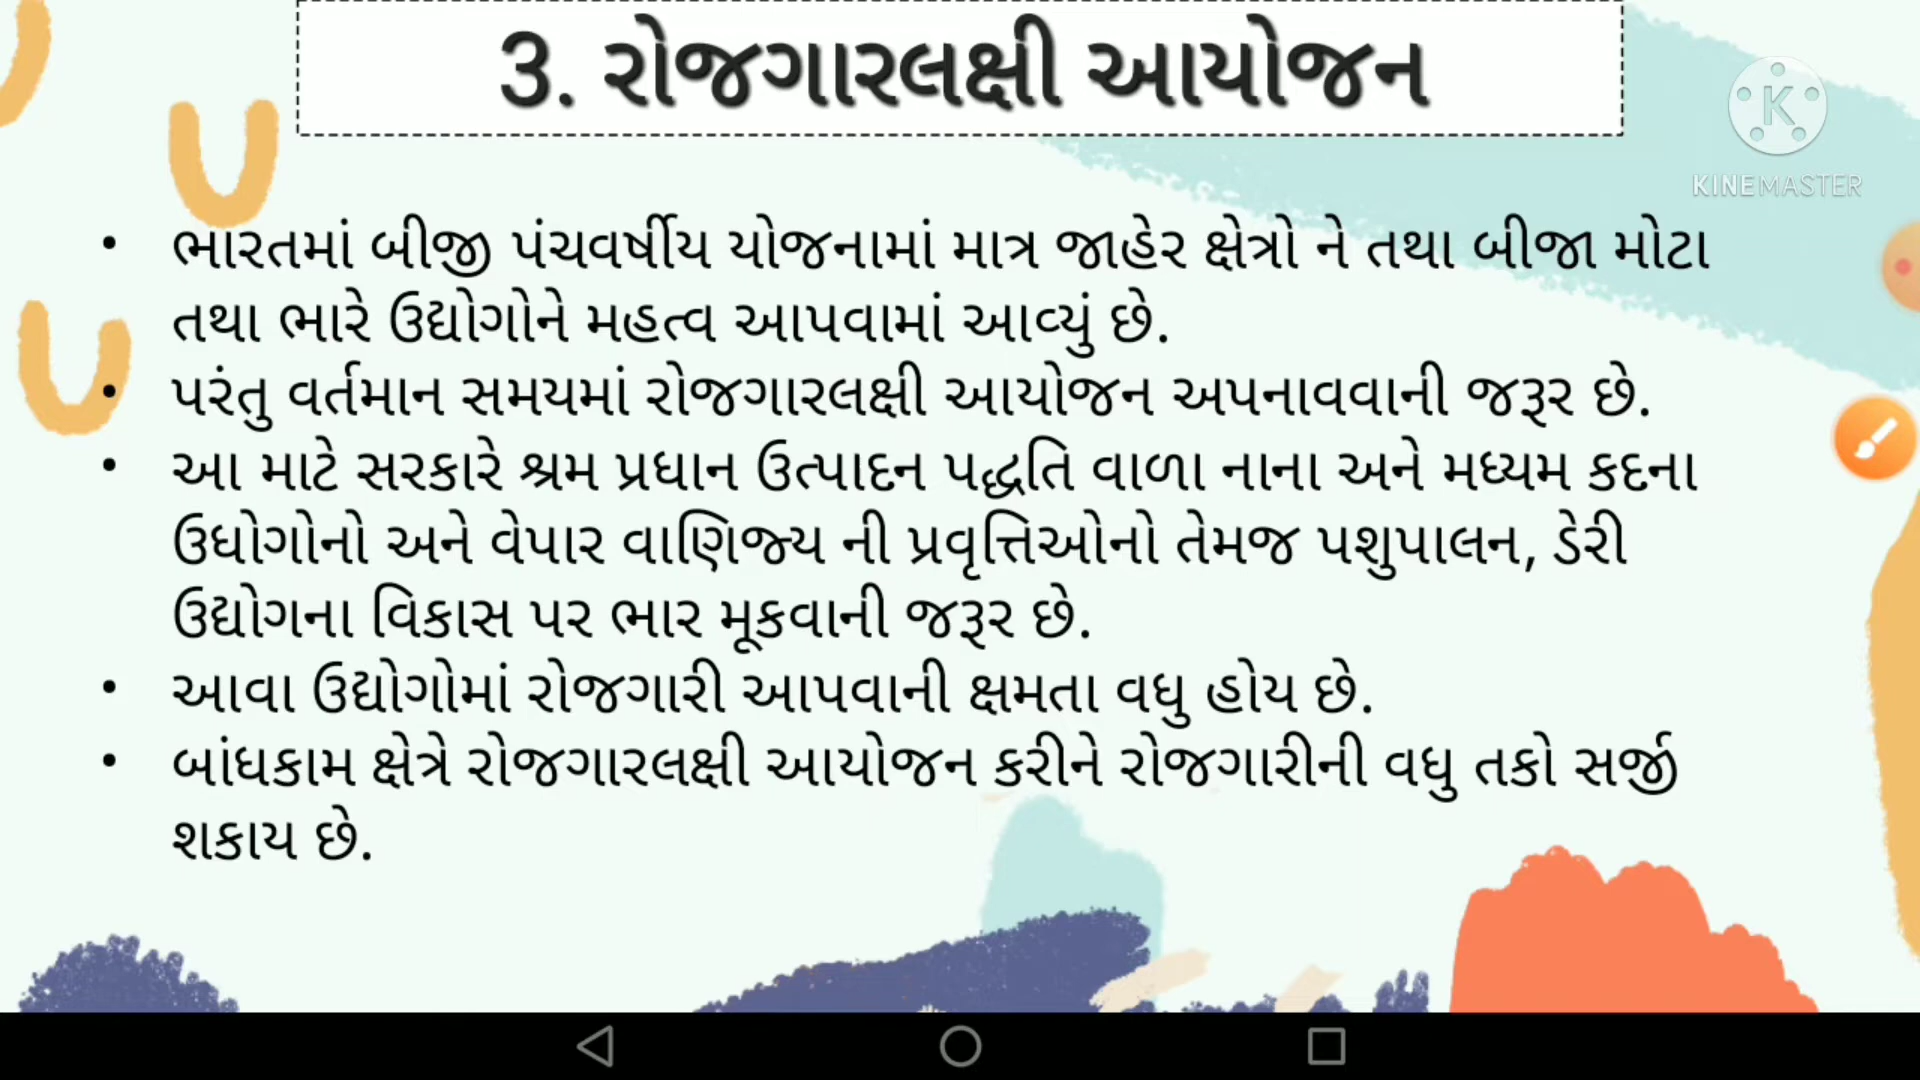 3. રોજગારલક્ષી આયોજન
KINEMASTER
• ભારતમાં બીજી પંચવર્ષીય યોજનામાં માત્ર જાહેર ક્ષેત્રો ને તથા બીજા મોટા
તથા ભારે ઉદ્યોગોને મહત્વ આપવામાં આવ્યું છે.
• પરંતુ વર્તમાન સમયમાં રોજગારલક્ષી આયોજન અપનાવવાની જરૂર છે.
• આ માટે સરકારે શ્રમ પ્રધાન ઉત્પાદન પદ્ધતિ વાળા નાના અને મધ્યમ કદના
ઉધોગોનો અને વેપાર વાણિજ્ય ની પ્રવૃત્તિઓનો તેમજ પશુપાલન, ડેરી
ઉદ્યોગના વિકાસ પર ભાર મૂકવાની જરૂર છે.
• આવા ઉદ્યોગોમાં રોજગારી આપવાની ક્ષમતા વધુ હોય છે.
• બાંધકામ ક્ષેત્રે રોજગારલક્ષી આયોજન કરીને રોજગારીની વધુ તકો સર્જી
શકાય છે.